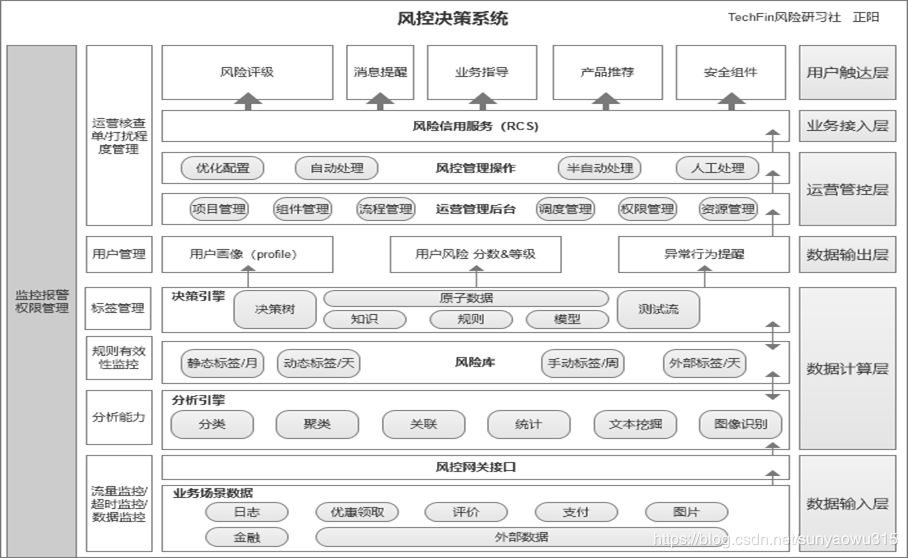 风控决策系统
TechFin风险研习社 正阳
监控报警
权限管理
运营核查
单/打扰程
度管理
风险评级
消息提醒
业务指导
产品推荐
安全组件
用户触达层
风险信用服务（RCS)
业务接入层
优化配置
自动处理
风控管理操作
半自动处理
人工处理
运营管控层
项目管理
组件管理
流程管理
运营管理后台
调度管理
权限管理
资源管理
用户管理
用户画像（profile）
用户风险 分数&等级
异常行为提醒
数据输出层
标签管理
决策引擎
决策树
原子数据
知识
规则
模型
测试流
数据计算层
规则有效
性监控
静态标签/月
动态标签/天
风险库
手动标签/周
外部标签/天
分析能力
分析引擎
分类
聚类
关联
统计
文本挖掘
图像识别
流量监控/
超时监控/
数据监控
风控网关接口
业务场景数据
日志
优惠领取
评价
支付
图片
金融
外部数据
数据输入层
https://blog.csdn.net/sunyaowu315